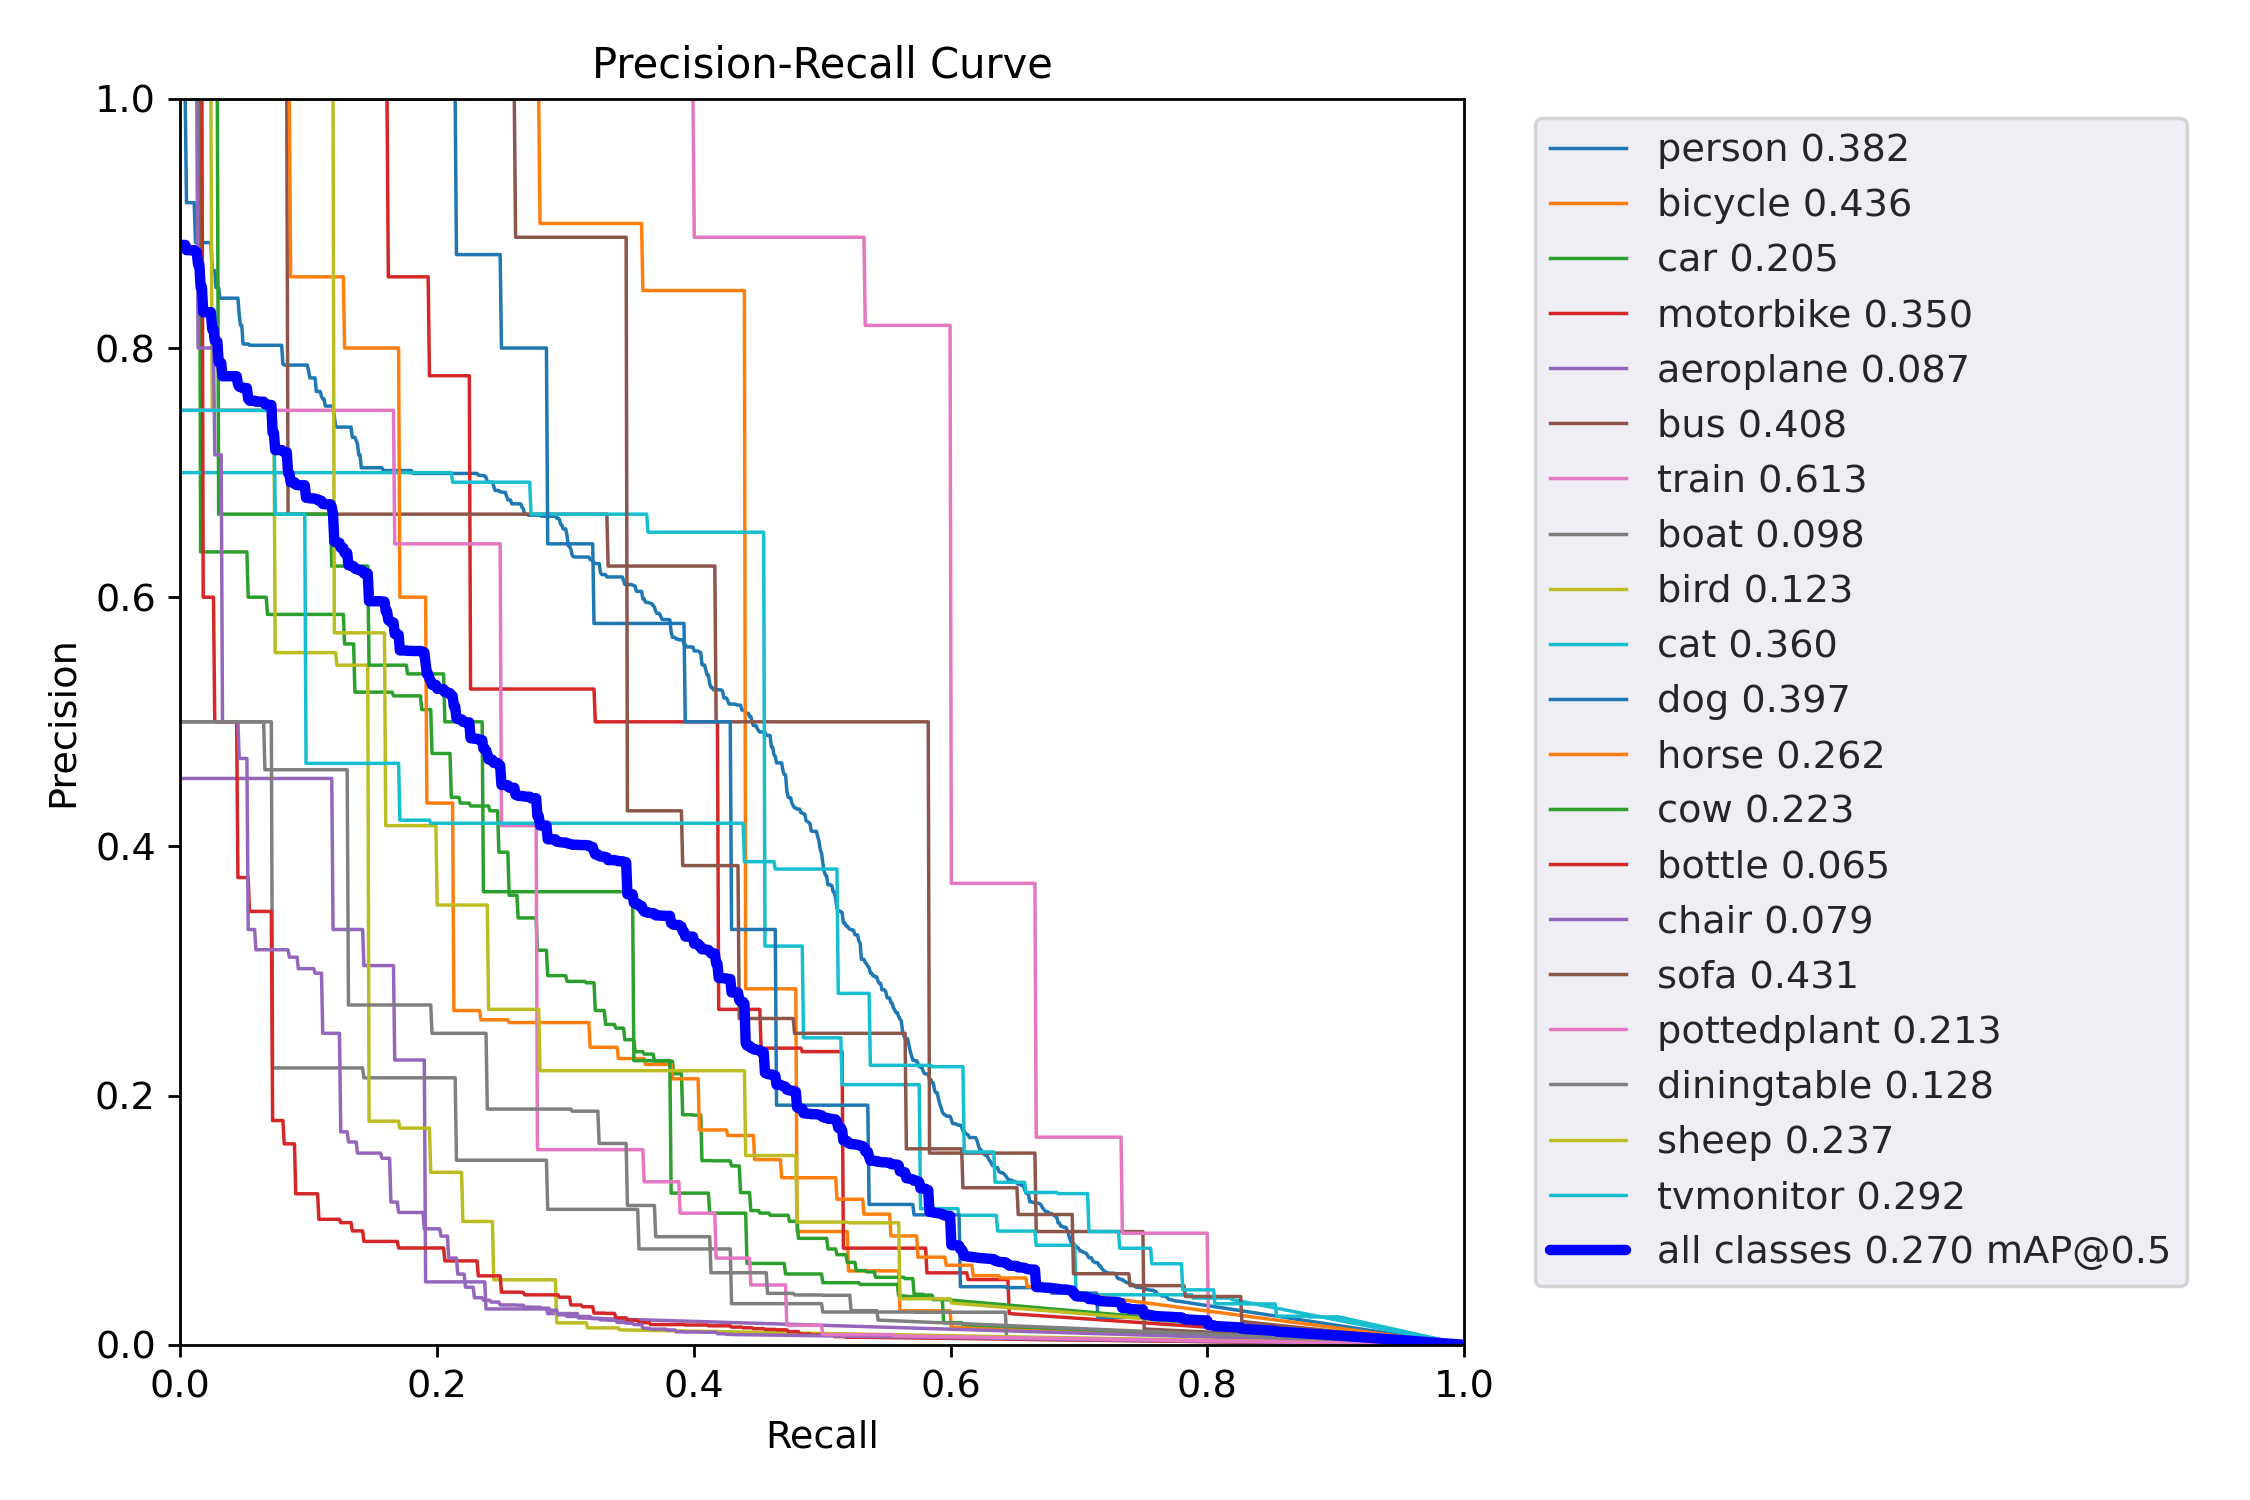 Precision-Recall Curve
1.0
0.8
0.6
0.4
0.2
0.0
Precision
0.0 0.2 0.4 0.6 0.8 1.0
Recall
person 0.382
bicycle 0.436
car 0.205
motorbike 0.350
aeroplane 0.087
bus 0.408
train 0.613
boat 0.098
bird 0.123
cat 0.360
dog 0.397
horse 0.262
cow 0.223
bottle 0.065
chair 0.079
sofa 0.431
pottedplant 0.213
diningtable 0.128
sheep 0.237
tvmonitor 0.292
all classes 0.270 mAP@0.5